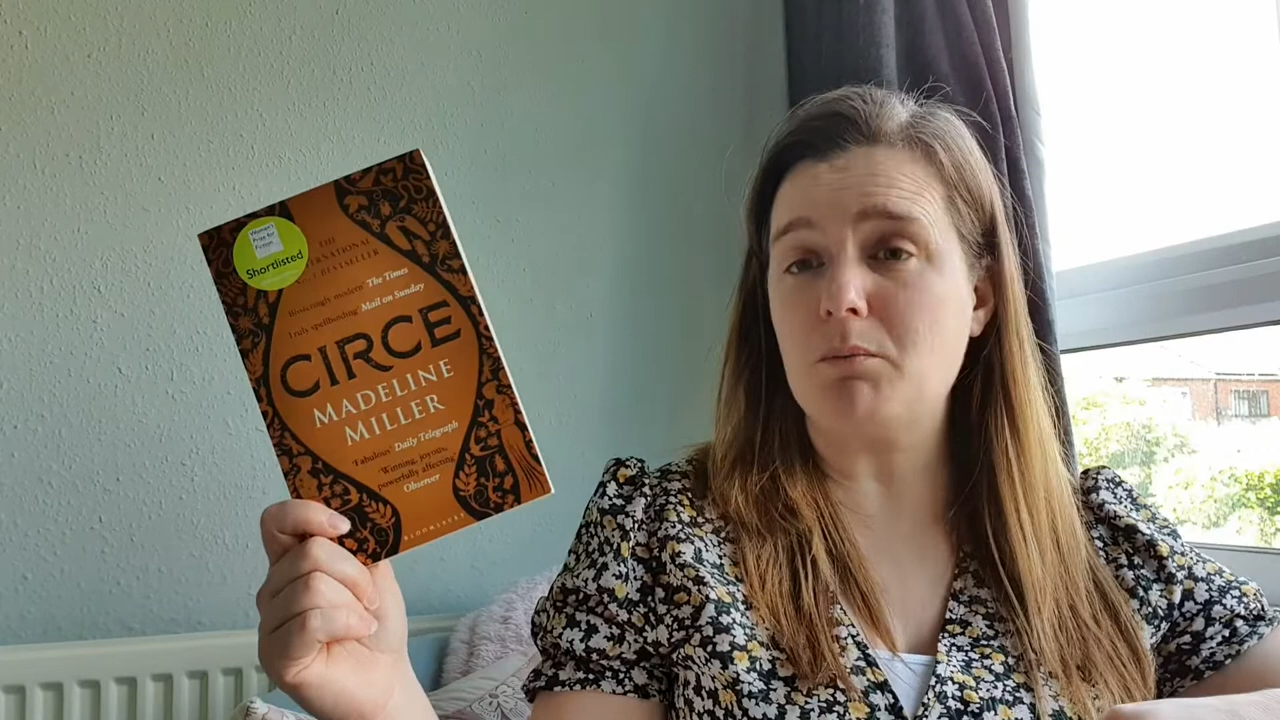 Women's
Prize for
Fiction
Shortlisted
THE
INTERNATIONAL
BESTSELLER
'Blisteringly modern' The Times
'Truly spellbinding' Mail on Sunday
CIRCE
MADELINE
MILLER
'Fabulous' Daily Telegraph
'Winning, joyous,
powerfully affecting'
Observer
BLOOMSBURY